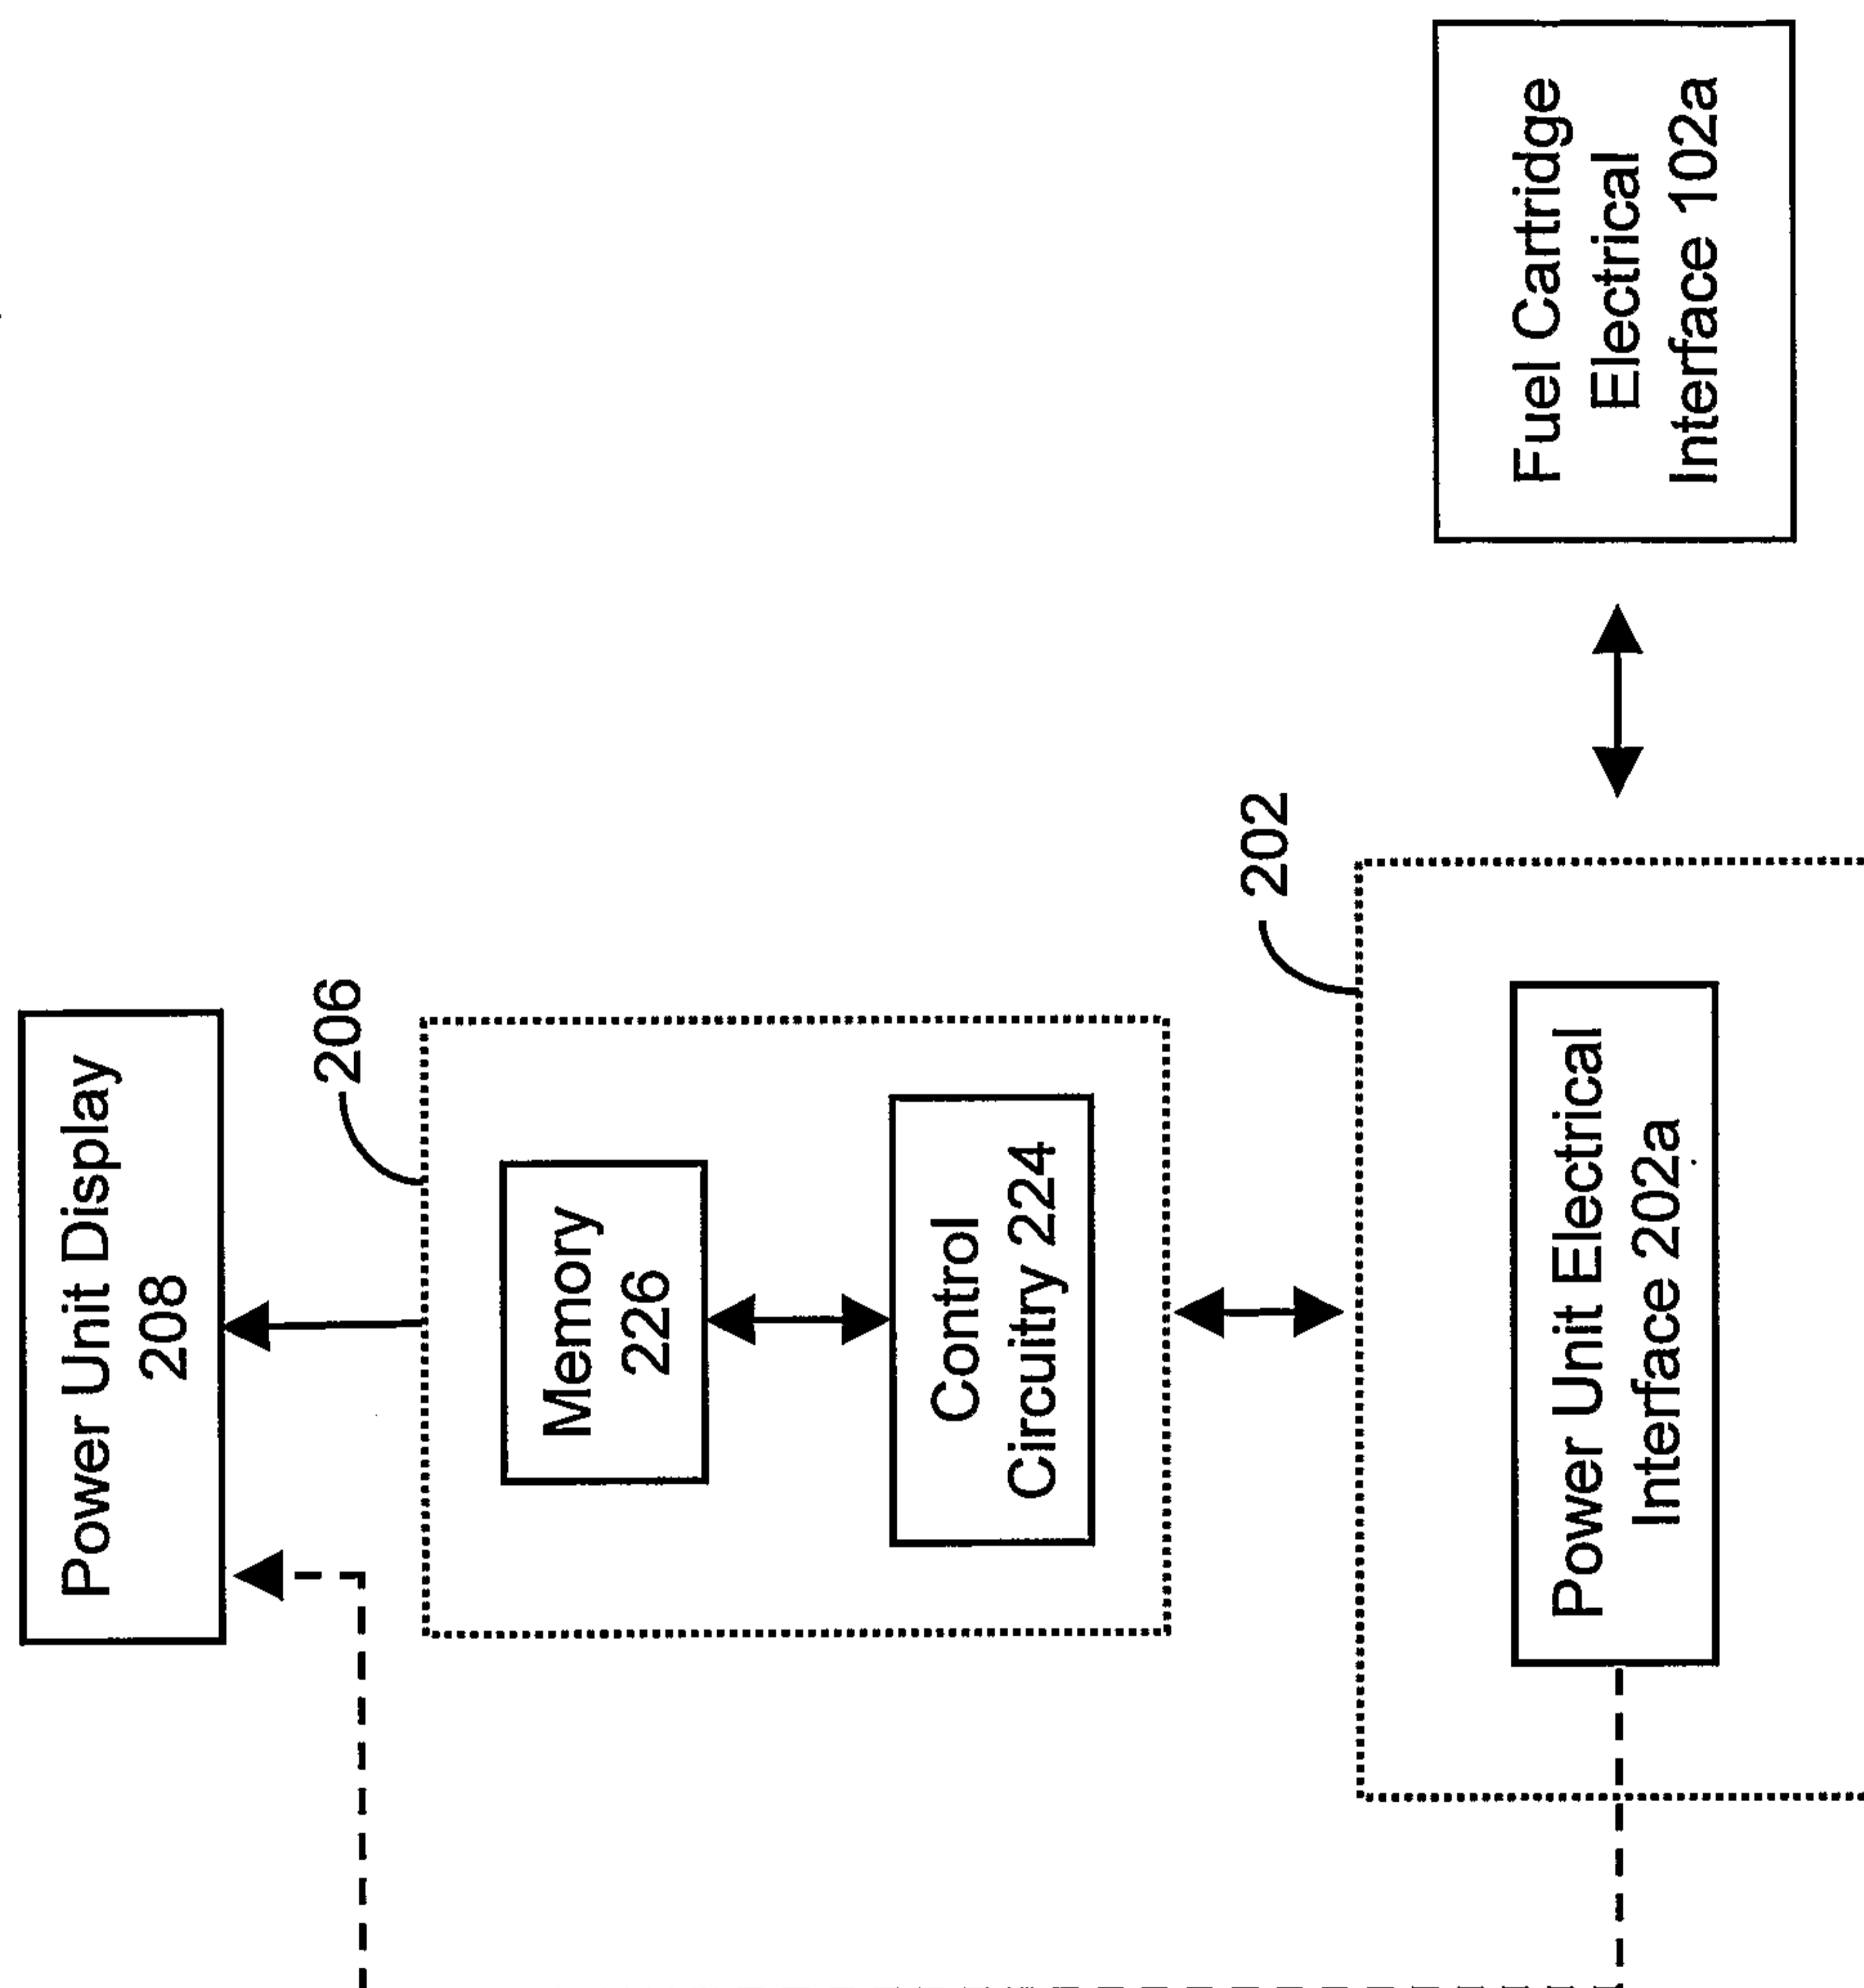 Power Unit Display
208
206
Memory
226
Control
Circuitry 224
202
Power Unit Electrical
Interface 202a
Fuel Cartridge
Electrical
Interface 102a